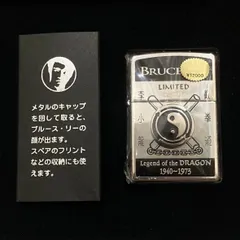 メタルのキャップ
を回して取ると、
ブルース・リーの
顔が出ます。
スペアのフリント
などの収納にも使
えます。
BRUCE
LIMITED
Legend of the DRAGON
1940~1973